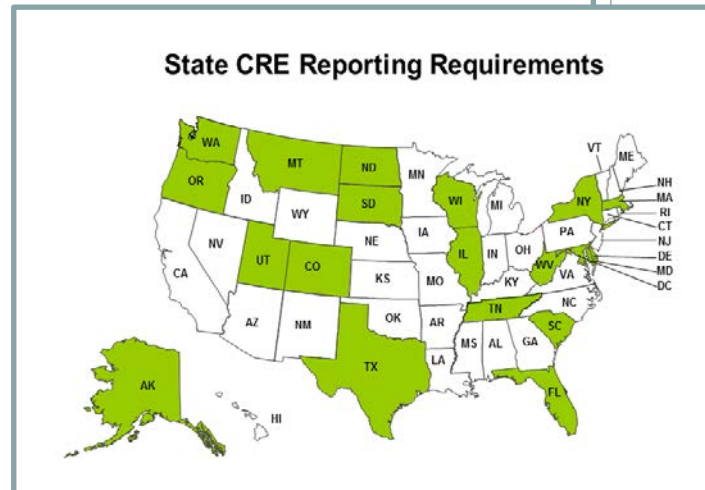 State CRE Reporting Requirements
WA
MT
ND
MN
VT
ME
OR
ID
SD
WI
MI
NY
NH
MA
RI
CT
NJ
DE
MD
DC
WY
IA
PA
NV
NE
IL
IN
OH
UT
CO
WV
VA
CA
KS
MO
KY
NC
AZ
NM
OK
AR
TN
SC
MS
AL
GA
LA
TX
FL
AK
HI